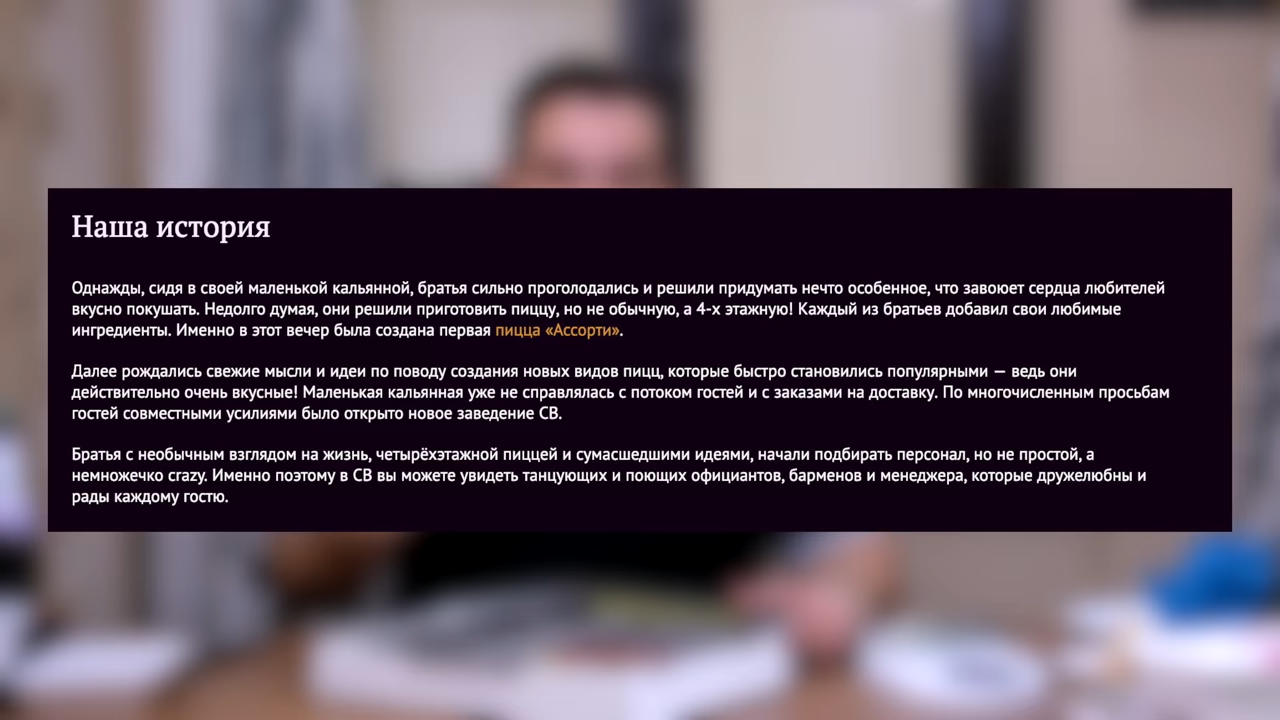 Наша история
Однажды, сидя в своей маленькой кальянной, братья сильно проголодались и решили придумать нечто особенное, что завоюет сердца любителей
вкусно покушать. Недолго думая, они решили приготовить пиццу, но не обычную, а 4-х этажную! Каждый из братьев добавил свои любимые
ингредиенты. Именно в этот вечер была создана первая пицца «Ассорти».
Далее рождались свежие мысли и идеи по поводу создания новых видов пицц, которые быстро становились популярными — ведь они
действительно очень вкусные! Маленькая кальянная уже не справлялась с потоком гостей и с заказами на доставку. По многочисленным просьбам
гостей совместными усилиями было открыто новое заведение CB.
Братья с необычным взглядом на жизнь, четырёхэтажной пиццей и сумасшедшими идеями, начали подбирать персонал, но не простой, а
немножечко crazy. Именно поэтому в CB вы можете увидеть танцующих и поющих официантов, барменов и менеджера, которые дружелюбны и
рады каждому гостю.